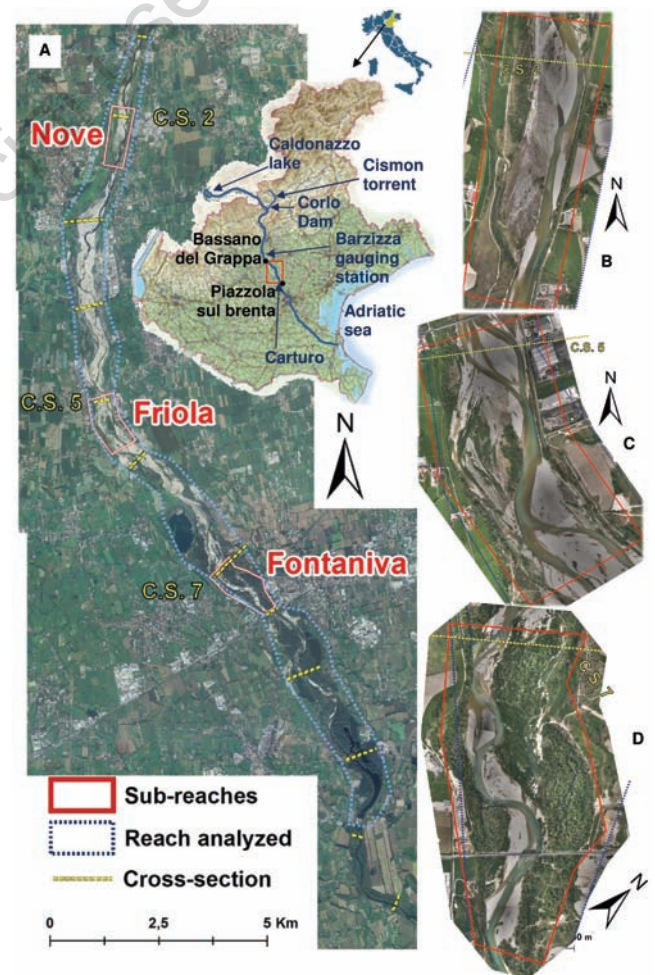 A
Nove
C.S. 2
Caldonazzo
lake
Cismon
torrent
Corlo
Dam
Bassano
del Grappa
Barzizza
gauging
station
Piazzola
sul brenta
Adriatic
sea
Carturo
C.S. 5
Friola
N
C.S. 7
Fontaniva
Sub-reaches
Reach analyzed
Cross-section
0 2,5 5 Km
N
B
C.S. 5
N
C
D
N